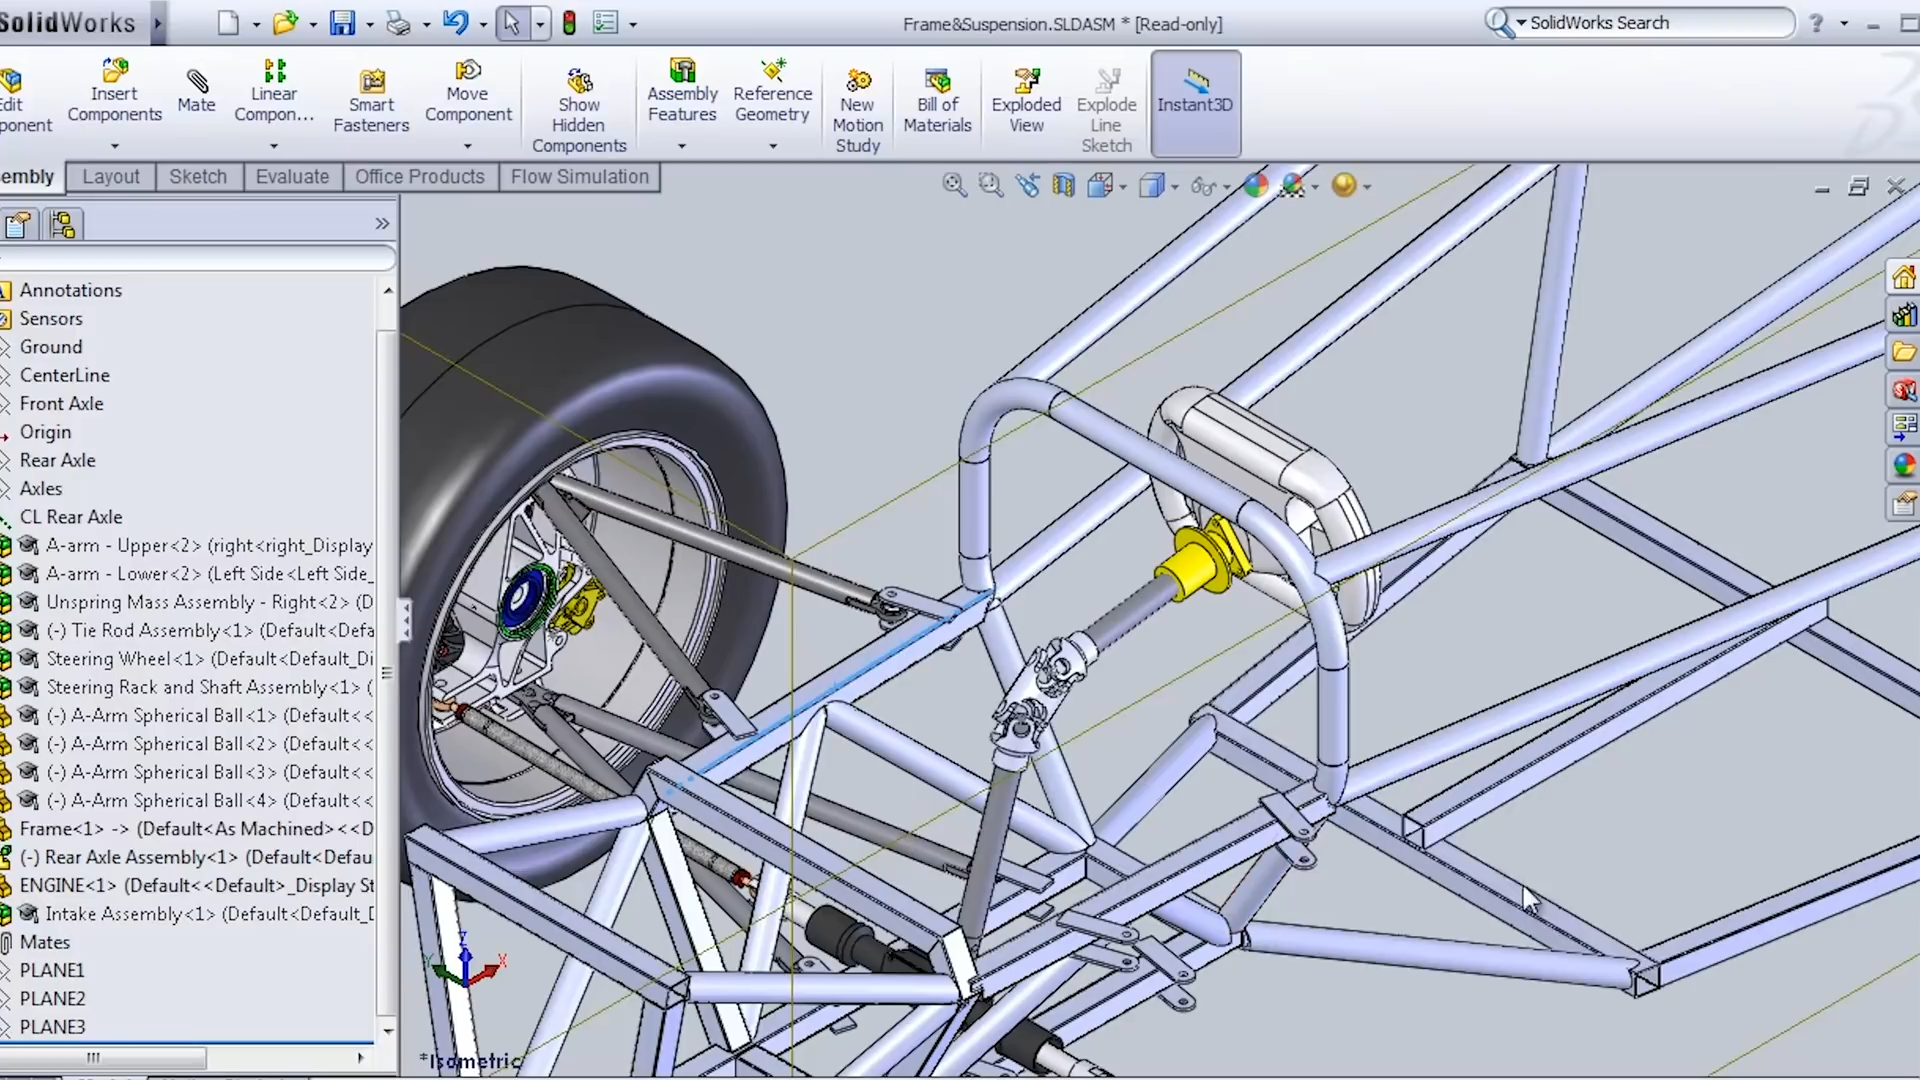 SolidWorks
Frame&Suspension.SLDASM * [Read-only]
SolidWorks Search
?
Edit
ponent
Insert
Components
Mate
Linear
Compon...
Smart
Fasteners
Move
Component
Show
Hidden
Components
Assembly
Features
Reference
Geometry
New
Motion
Study
Bill of
Materials
Exploded
View
Explode
Line
Sketch
Instant3D
embly
Layout
Sketch
Evaluate
Office Products
Flow Simulation
Annotations
Sensors
Ground
CenterLine
Front Axle
Origin
Rear Axle
Axles
CL Rear Axle
A-arm - Upper<2> (right<right_Display
A-arm - Lower<2> (Left Side<Left Side_
Unspring Mass Assembly - Right<2> (D
(-) Tie Rod Assembly<1> (Default<Defa
Steering Wheel<1> (Default<Default_Di
Steering Rack and Shaft Assembly<1> (
(-) A-Arm Spherical Ball<1> (Default<<
(-) A-Arm Spherical Ball<2> (Default<<
(-) A-Arm Spherical Ball<3> (Default<<
(-) A-Arm Spherical Ball<4> (Default<<
Frame<1> -> (Default<As Machined><<D
(-) Rear Axle Assembly<1> (Default<Defau
ENGINE<1> (Default<<Default>_Display St
Intake Assembly<1> (Default<Default_D
Mates
PLANE1
PLANE2
PLANE3
Z
X
*Isometric